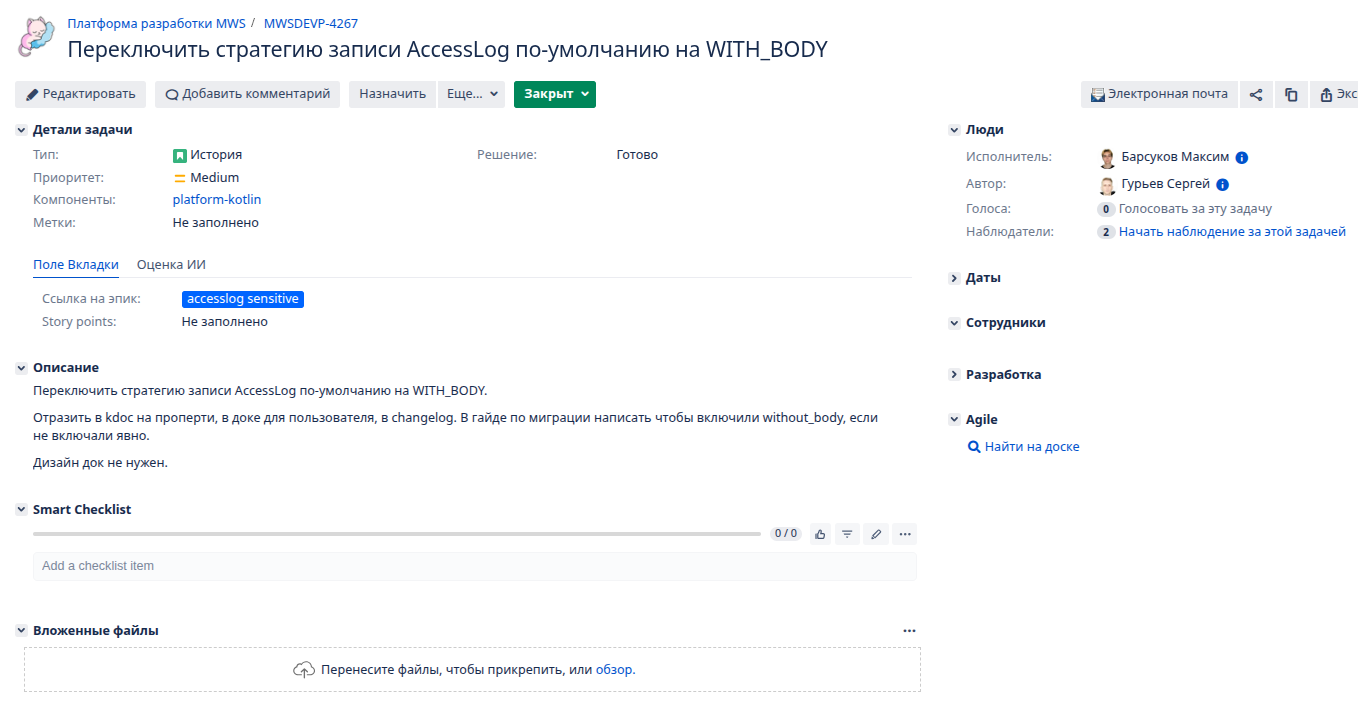 Платформа разработки MWS / MWSDEVP-4267
Переключить стратегию записи AccessLog по-умолчанию на WITH_BODY
Редактировать Добавить комментарий Назначить Еще... Закрыт Электронная почта Экс
Детали задачи
Тип: История Решение: Готово
Приоритет: Medium
Компоненты: platform-kotlin
Метки: Не заполнено
Поле Вкладки Оценка ИИ
Ссылка на эпик: accesslog sensitive
Story points: Не заполнено
Описание
Переключить стратегию записи AccessLog по-умолчанию на WITH_BODY.
Отразить в kdoc на проперти, в доке для пользователя, в changelog. В гайде по миграции написать чтобы включили without_body, если
не включали явно.
Дизайн док не нужен.
Smart Checklist
0 / 0
Add a checklist item
Вложенные файлы
Перенесите файлы, чтобы прикрепить, или обзор.
Люди
Исполнитель: Барсуков Максим
Автор: Гурьев Сергей
Голоса: 0 Голосовать за эту задачу
Наблюдатели: 2 Начать наблюдение за этой задачей
Даты
Сотрудники
Разработка
Agile
Найти на доске